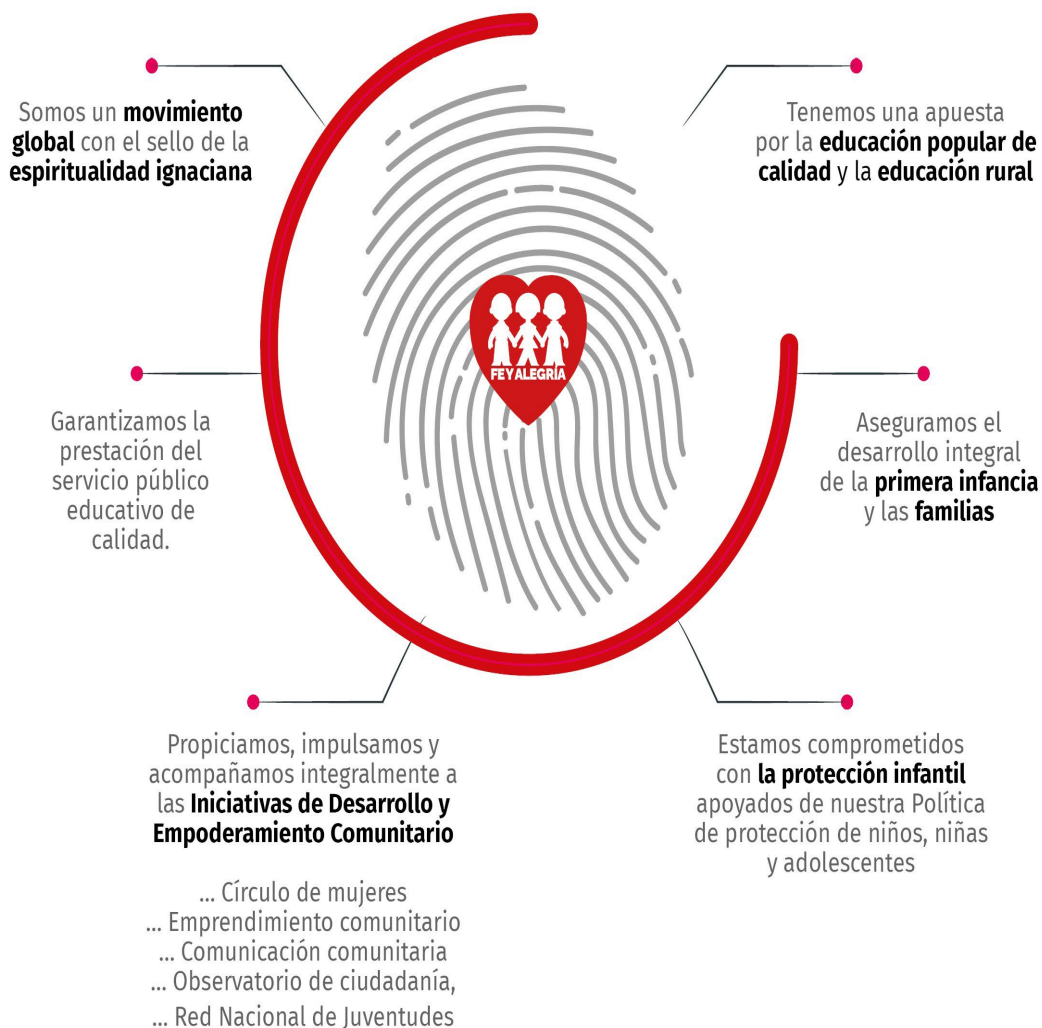 Somos un movimiento
global con el sello de la
espiritualidad ignaciana
Tenemos una apuesta
por la educación popular de
calidad y la educación rural
FE Y ALEGRÍA
Garantizamos la
prestación del
servicio público
educativo de
calidad.
Aseguramos el
desarrollo integral
de la primera infancia
y las familias
Propiciamos, impulsamos y
acompañamos integralmente a
las Iniciativas de Desarrollo y
Empoderamiento Comunitario
... Círculo de mujeres
... Emprendimiento comunitario
... Comunicación comunitaria
... Observatorio de ciudadanía,
... Red Nacional de Juventudes
Estamos comprometidos
con la protección infantil
apoyados de nuestra Política
de protección de niños, niñas
y adolescentes